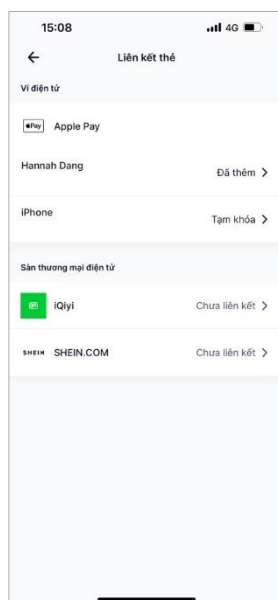 15:08 4G
Liên kết thẻ
Ví điện tử
Pay Apple Pay
Hannah Dang
Đã thêm
iPhone
Tạm khóa
Sàn thương mại điện tử
iQiyi Chưa liên kết
SHEIN SHEIN.COM Chưa liên kết